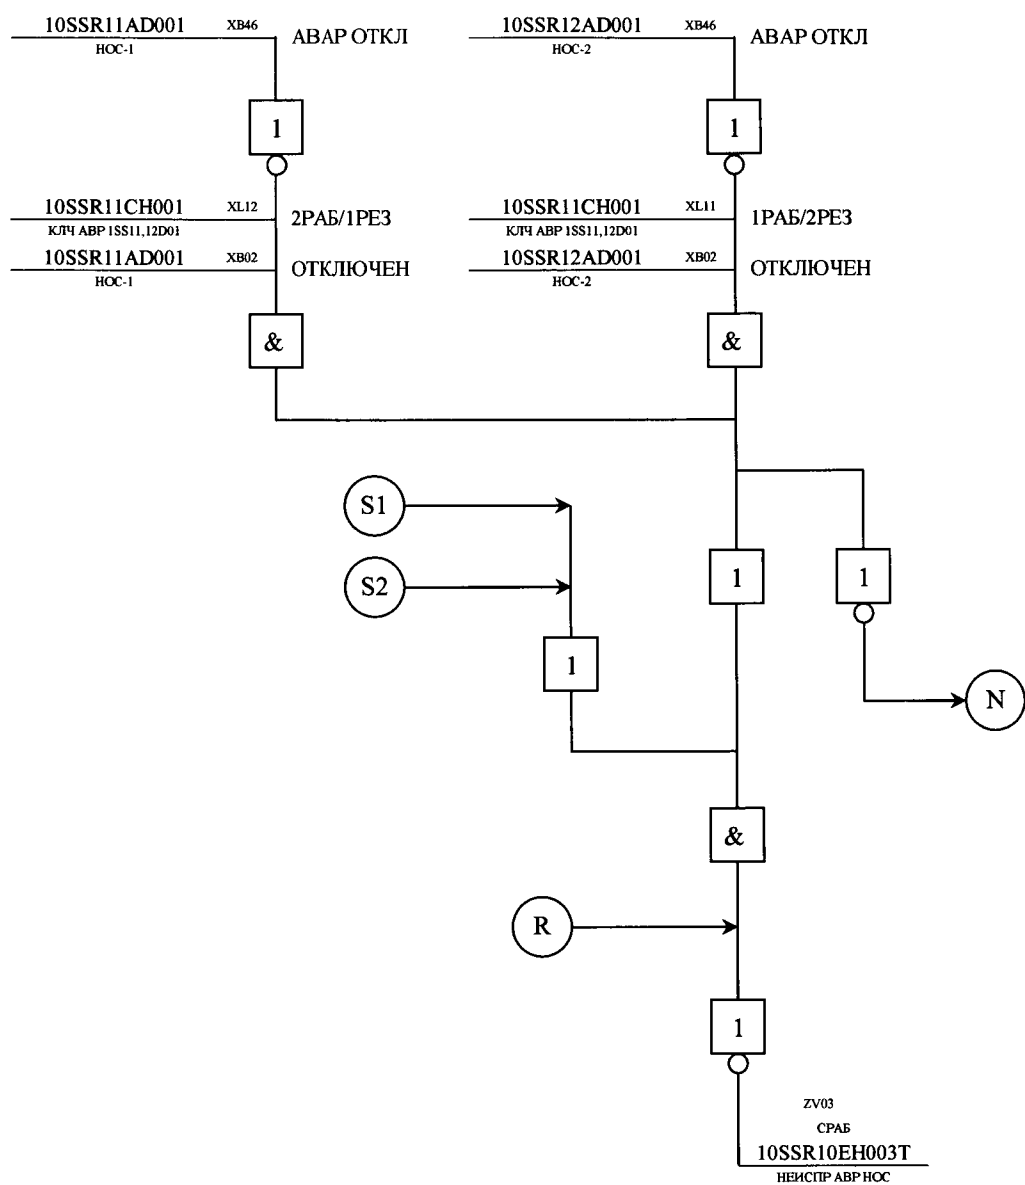 10SSR11AD001 XB46 АВАР ОТКЛ
НОС-1
10SSR12AD001 XB46 АВАР ОТКЛ
НОС-2
1
1
10SSR11CH001 XL12 2РАБ/1РЕЗ
КЛЧ АВР 1SS11,12D01
10SSR11CH001 XL11 1РАБ/2РЕЗ
КЛЧ АВР 1SS11,12D01
10SSR11AD001 XB02 ОТКЛЮЧЕН
НОС-1
10SSR12AD001 XB02 ОТКЛЮЧЕН
НОС-2
&
&
S1
S2
1
1
1
N
&
R
1
ZV03
СРАБ
10SSR10EH003T
НЕИСПР АВР НОС